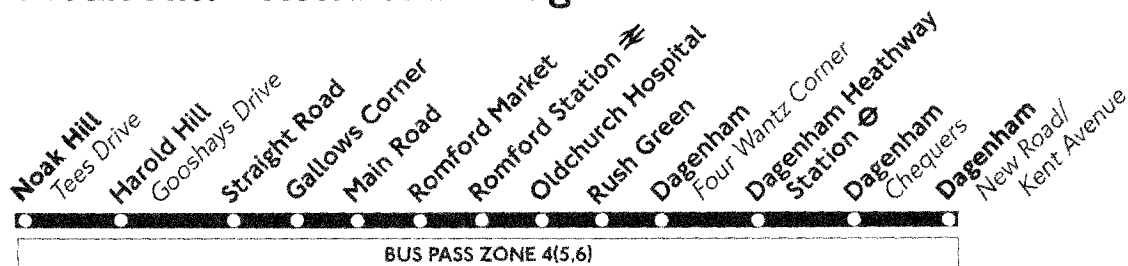 Noak Hill
Tees Drive
Harold Hill
Gooshays Drive
Straight Road
Gallows Corner
Main Road
Romford Market
Romford Station
Oldchurch Hospital
Rush Green
Dagenham
Four Wantz Corner
Dagenham Heathway
Station
Dagenham
Chequers
Dagenham
New Road/
Kent Avenue
BUS PASS ZONE 4(5,6)